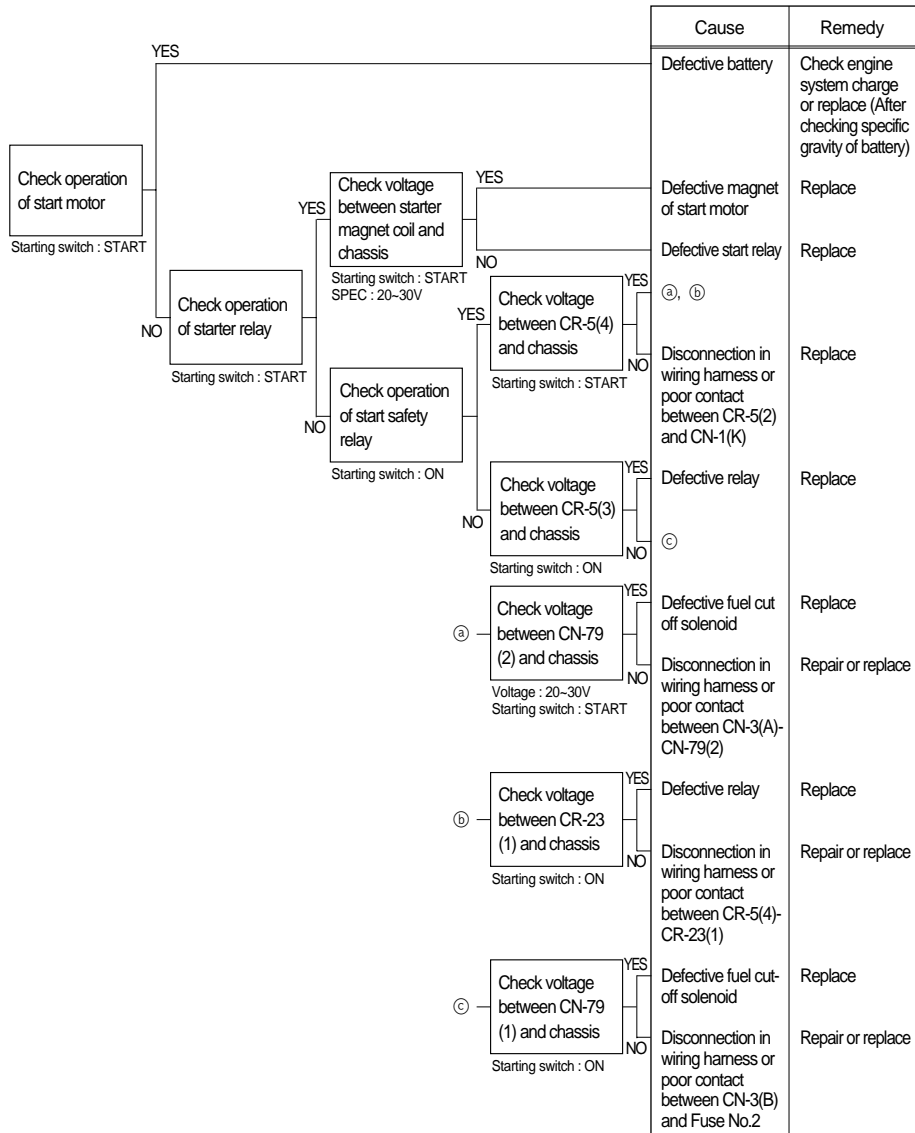 Cause
Remedy
YES
Defective battery
Check engine
system charge
or replace (After
checking specific
gravity of battery)
Check operation
of start motor
Starting switch : START
NO
Check operation
of starter relay
Starting switch : START
YES
Check voltage
between starter
magnet coil and
chassis
Starting switch : START
SPEC : 20~30V
YES
Defective magnet
of start motor
Replace
NO
Defective start relay
Replace
NO
Check operation
of start safety
relay
Starting switch : ON
YES
Check voltage
between CR-5(4)
and chassis
Starting switch : START
YES
ⓐ, ⓑ
NO
Disconnection in
wiring harness or
poor contact
between CR-5(2)
and CN-1(K)
Replace
NO
Check voltage
between CR-5(3)
and chassis
Starting switch : ON
YES
Defective relay
Replace
NO
ⓒ
ⓐ
Check voltage
between CN-79
(2) and chassis
Voltage : 20~30V
Starting switch : START
YES
Defective fuel cut
off solenoid
Replace
NO
Disconnection in
wiring harness or
poor contact
between CN-3(A)-
CN-79(2)
Repair or replace
ⓑ
Check voltage
between CR-23
(1) and chassis
Starting switch : ON
YES
Defective relay
Replace
NO
Disconnection in
wiring harness or
poor contact
between CR-5(4)-
CR-23(1)
Repair or replace
ⓒ
Check voltage
between CN-79
(1) and chassis
Starting switch : ON
YES
Defective fuel cut-
off solenoid
Replace
NO
Disconnection in
wiring harness or
poor contact
between CN-3(B)
and Fuse No.2
Repair or replace